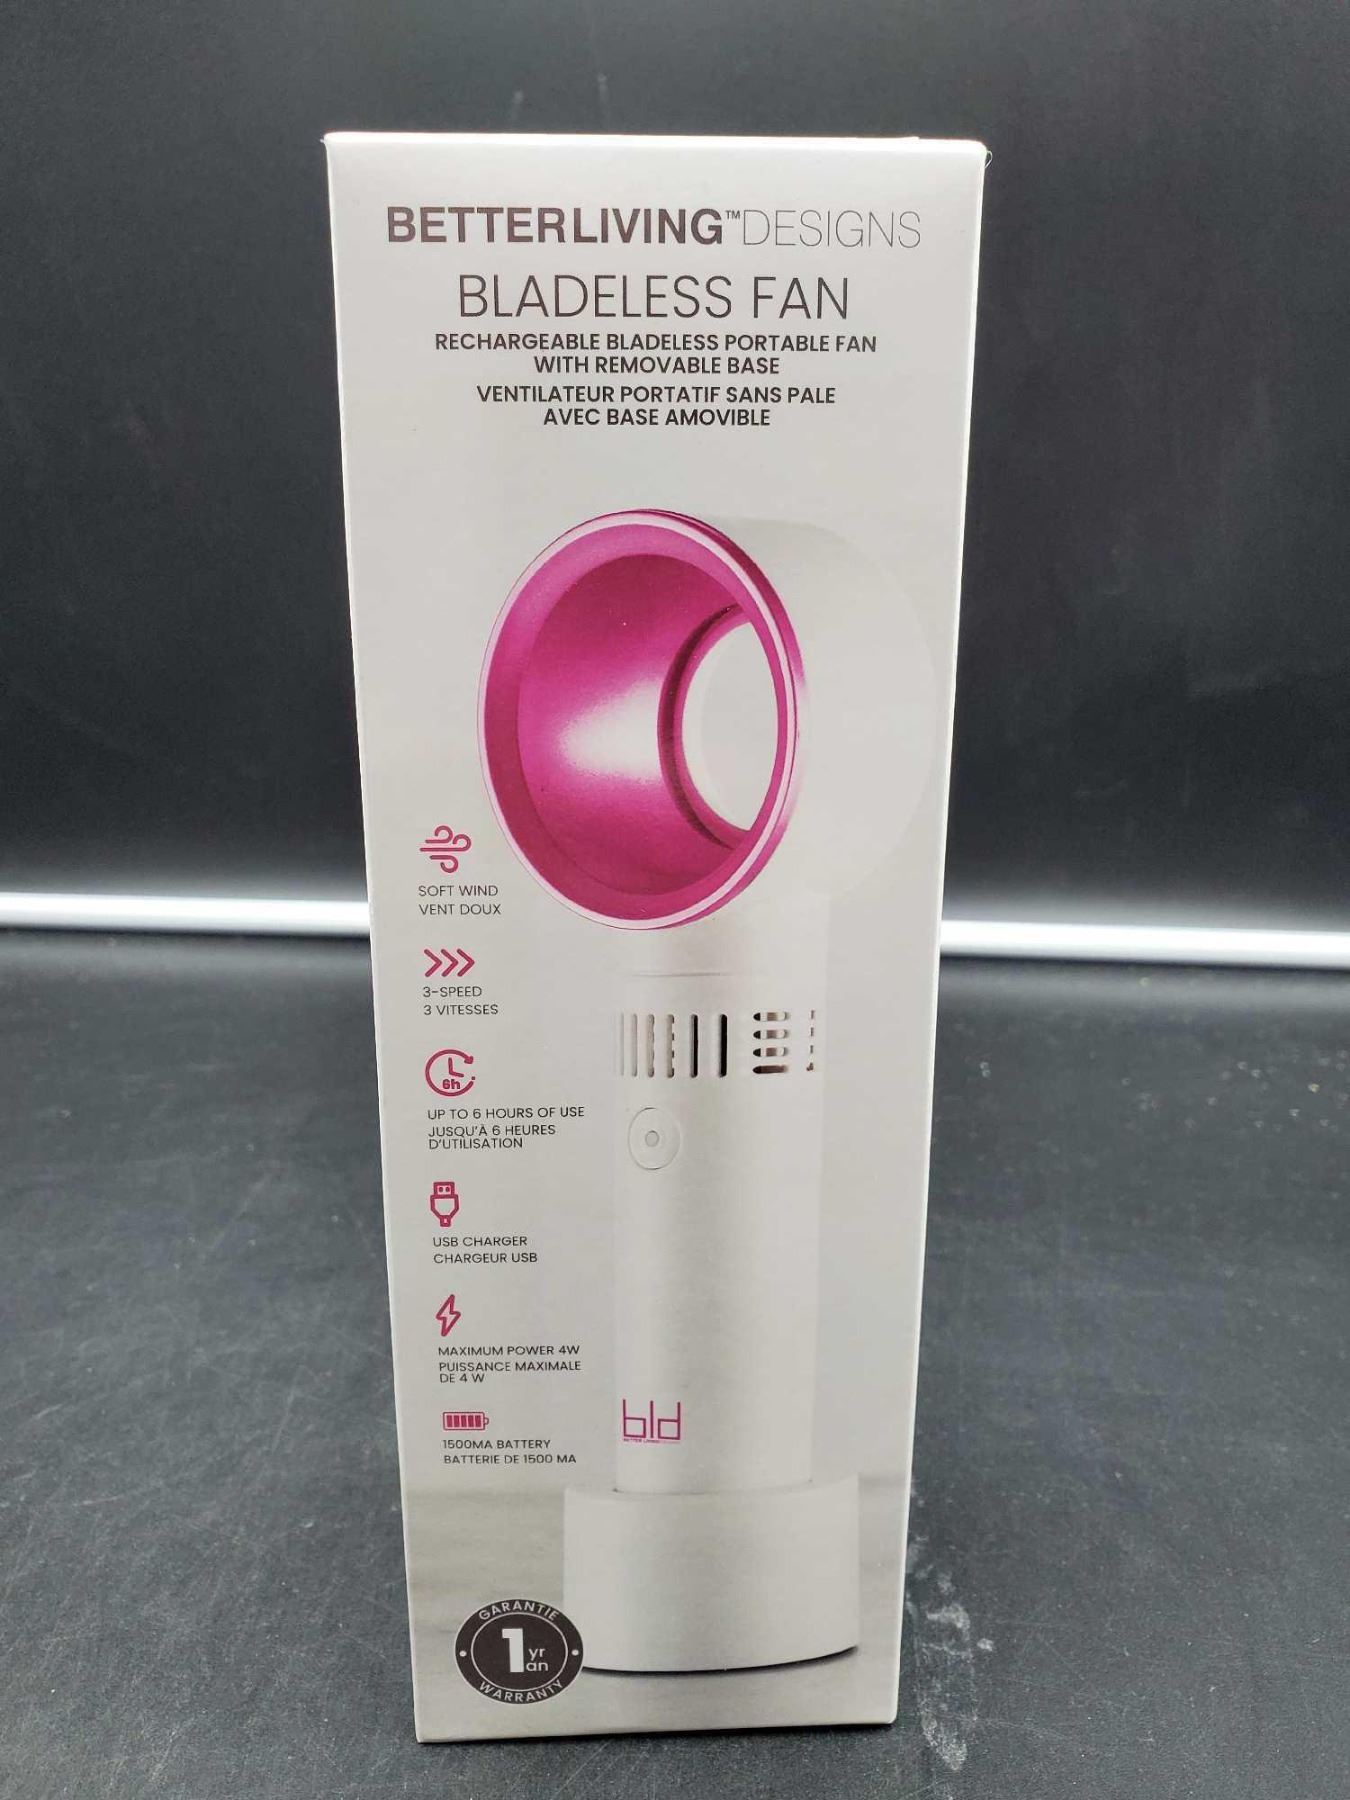 BETTERLIVING™DESIGNS
BLADELESS FAN
RECHARGEABLE BLADELESS PORTABLE FAN
WITH REMOVABLE BASE
VENTILATEUR PORTATIF SANS PALE
AVEC BASE AMOVIBLE
SOFT WIND
VENT DOUX
3-SPEED
3 VITESSES
6h
UP TO 6 HOURS OF USE
JUSQU'À 6 HEURES
D'UTILISATION
USB CHARGER
CHARGEUR USB
MAXIMUM POWER 4W
PUISSANCE MAXIMALE
DE 4 W
1500MA BATTERY
BATTERIE DE 1500 MA
bld
BETTER LIVING DESIGNS
GARANTIE
1 yr
an
WARRANTY